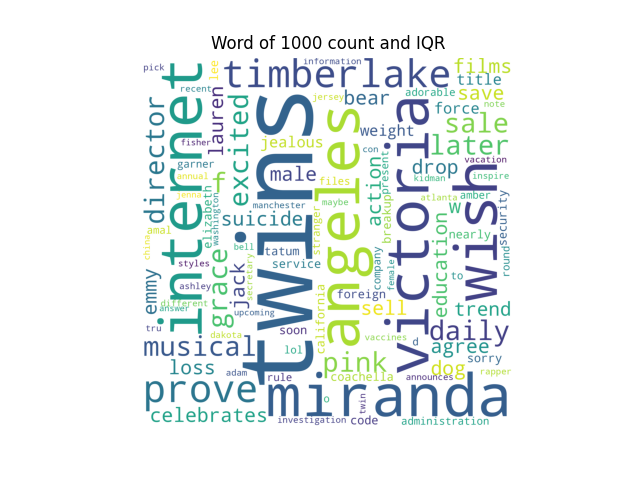 Word of 1000 count and IQR
pick
recent
internet
lee
timberlake
information
films
title
adorable
save
jersey
bear
force
note
director
lauren
excited
twins
jealous
angeles
weight
victoria
sale
later
fisher
garner
h
male
con
action
present
drop
vacation
kidman
wish
inspire
annual
jenna
elizabeth
washington
files
maybe
stranger
breakup
atlanta
amber
w
security
round
manchester
suicide
amal
china
grace
bell
tatum
service
nearly
education
to
emmy
styles
ashley
jack
secretary
california
company
female
foreign
different
answer
upcoming
sell
trend
tru
dakota
soon
daily
musical
lol
vaccines
d
agree
sorry
loss
adam
rule
pink
coachella
announces
dog
rapper
prove
miranda
o
twin
celebrates
investigation
code
administration